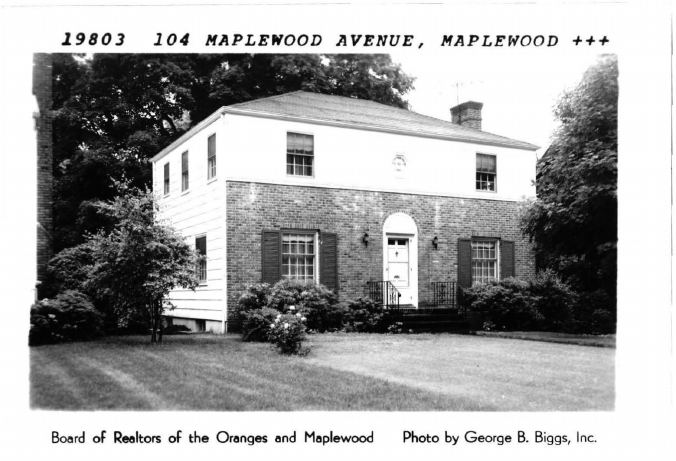 19803 104 MAPLEWOOD AVENUE, MAPLEWOOD +++
Board of Realtors of the Oranges and Maplewood Photo by George B. Biggs, Inc.